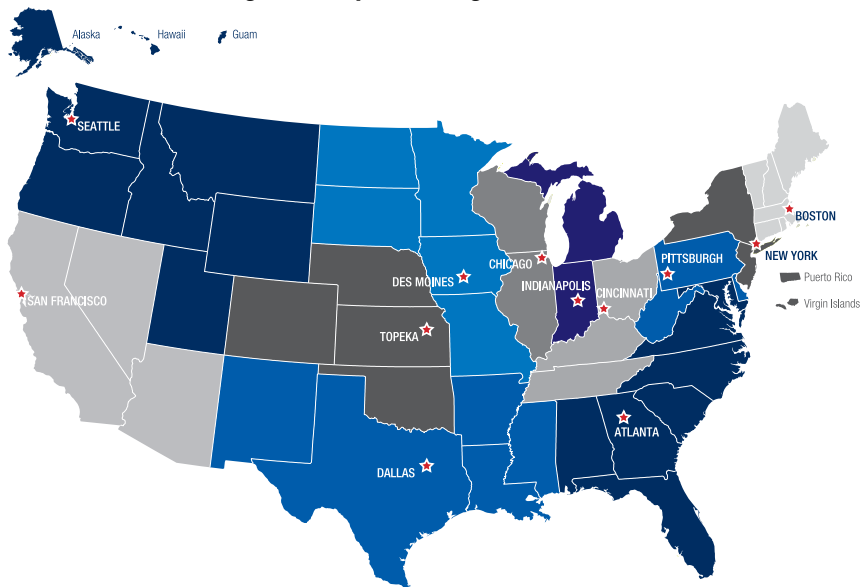 Alaska
Hawaii
Guam
SEATTLE
BOSTON
NEW YORK
PITTSBURGH
CHICAGO
Puerto Rico
DES MOINES
INDIANAPOLIS
CINCINNATI
SAN FRANCISCO
Virgin Islands
TOPEKA
ATLANTA
DALLAS